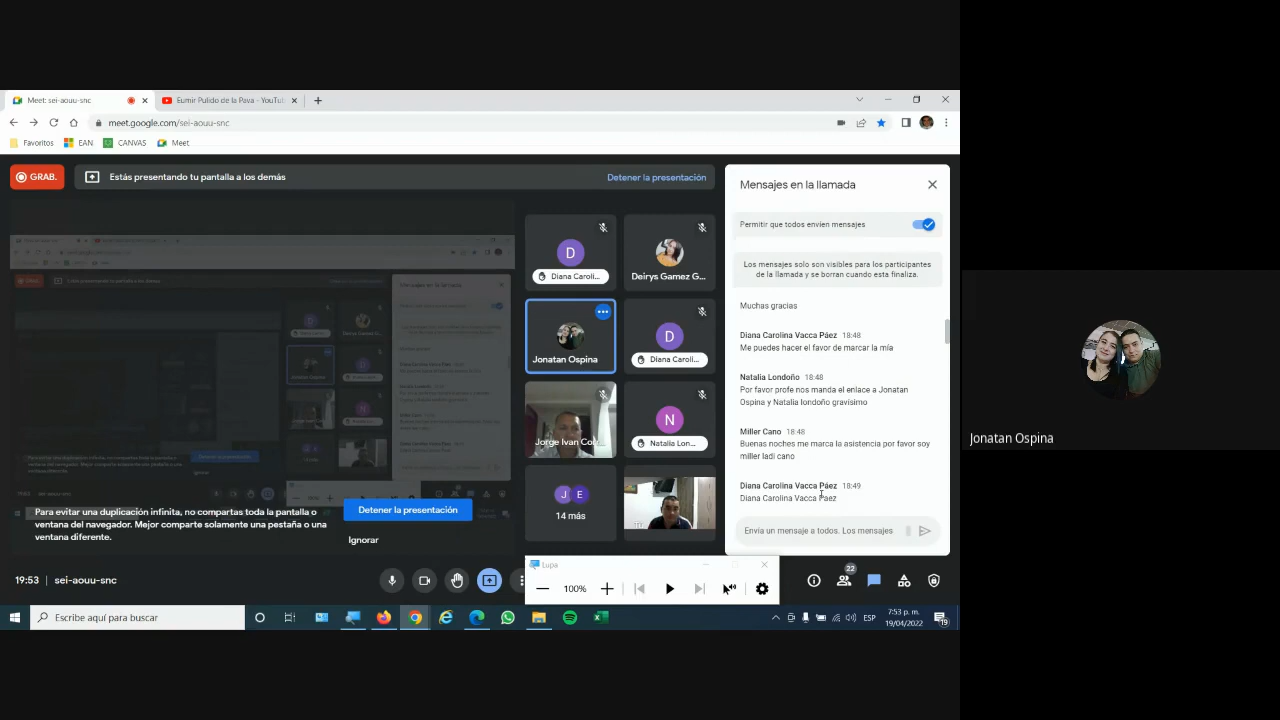 Meet: sei-aouu-snc
Eumir Pulido de la Pava - YouTu
meet.google.com/sei-aouu-snc
Favoritos
EAN
CANVAS
Meet
GRAB.
Estás presentando tu pantalla a los demás
Detener la presentación
Mensajes en la llamada
Permitir que todos envíen mensajes
Los mensajes solo son visibles para los participantes
de la llamada y se borran cuando esta finaliza.
Muchas gracias
Diana Carolina Vacca Páez 18:48
Me puedes hacer el favor de marcar la mía
Natalia Londoño 18:48
Por favor profe nos manda el enlace a Jonatan
Ospina y Natalia londoño gravísimo
Miller Cano 18:48
Buenas noches me marca la asistencia por favor soy
miller ladi cano
Diana Carolina Vacca Páez 18:49
Diana Carolina Vacca Páez
Envía un mensaje a todos. Los mensajes
D
Diana Caroli...
Deirys Gamez G...
Jonatan Ospina
D
Diana Caroli...
Jorge Ivan Cor...
N
Natalia Lon...
J E
14 más
Tú
Para evitar una duplicación infinita, no compartas toda la pantalla o
ventana del navegador. Mejor comparte solamente una pestaña o una
ventana diferente.
Detener la presentación
Ignorar
Lupa
100%
19:53
sei-aouu-snc
22
Escribe aquí para buscar
ESP
7:53 p. m.
19/04/2022
19
Jonatan Ospina